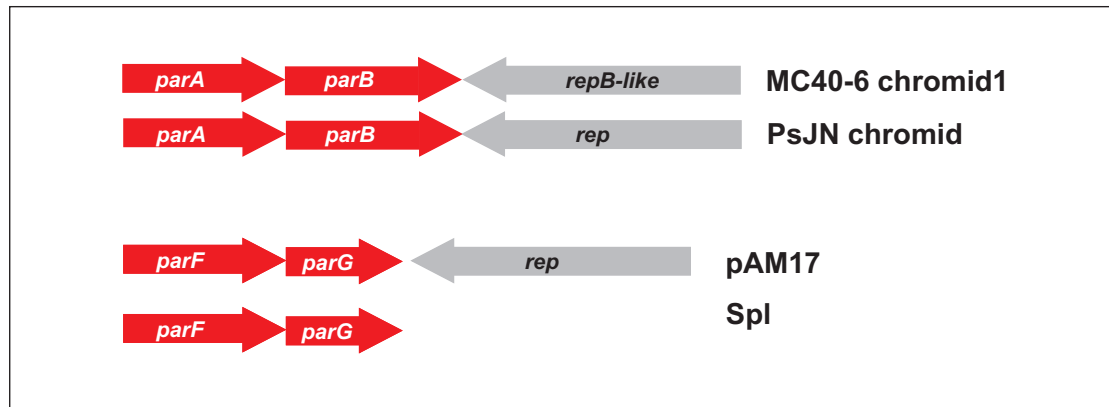 parA parB repB-like MC40-6 chromid1
parA parB rep PsJN chromid
parF parG rep pAM17
SpI
parF parG